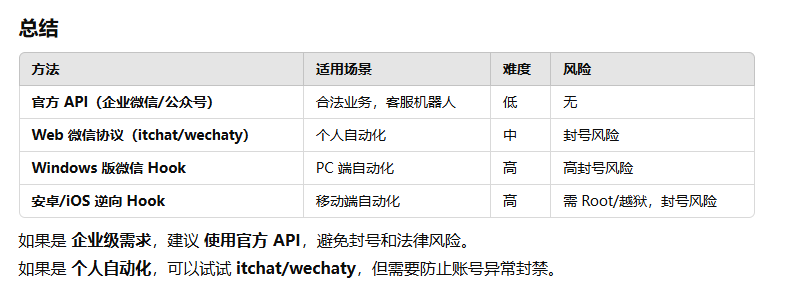 总结
方法 适用场景 难度 风险
官方 API（企业微信/公众号） 合法业务，客服机器人 低 无
Web 微信协议（itchat/wechaty） 个人自动化 中 封号风险
Windows 版微信 Hook PC 端自动化 高 高封号风险
安卓/iOS 逆向 Hook 移动端自动化 高 需 Root/越狱，封号风险
如果是 企业级需求，建议 使用官方 API，避免封号和法律风险。
如果是 个人自动化，可以试试 itchat/wechaty，但需要防止账号异常封禁。